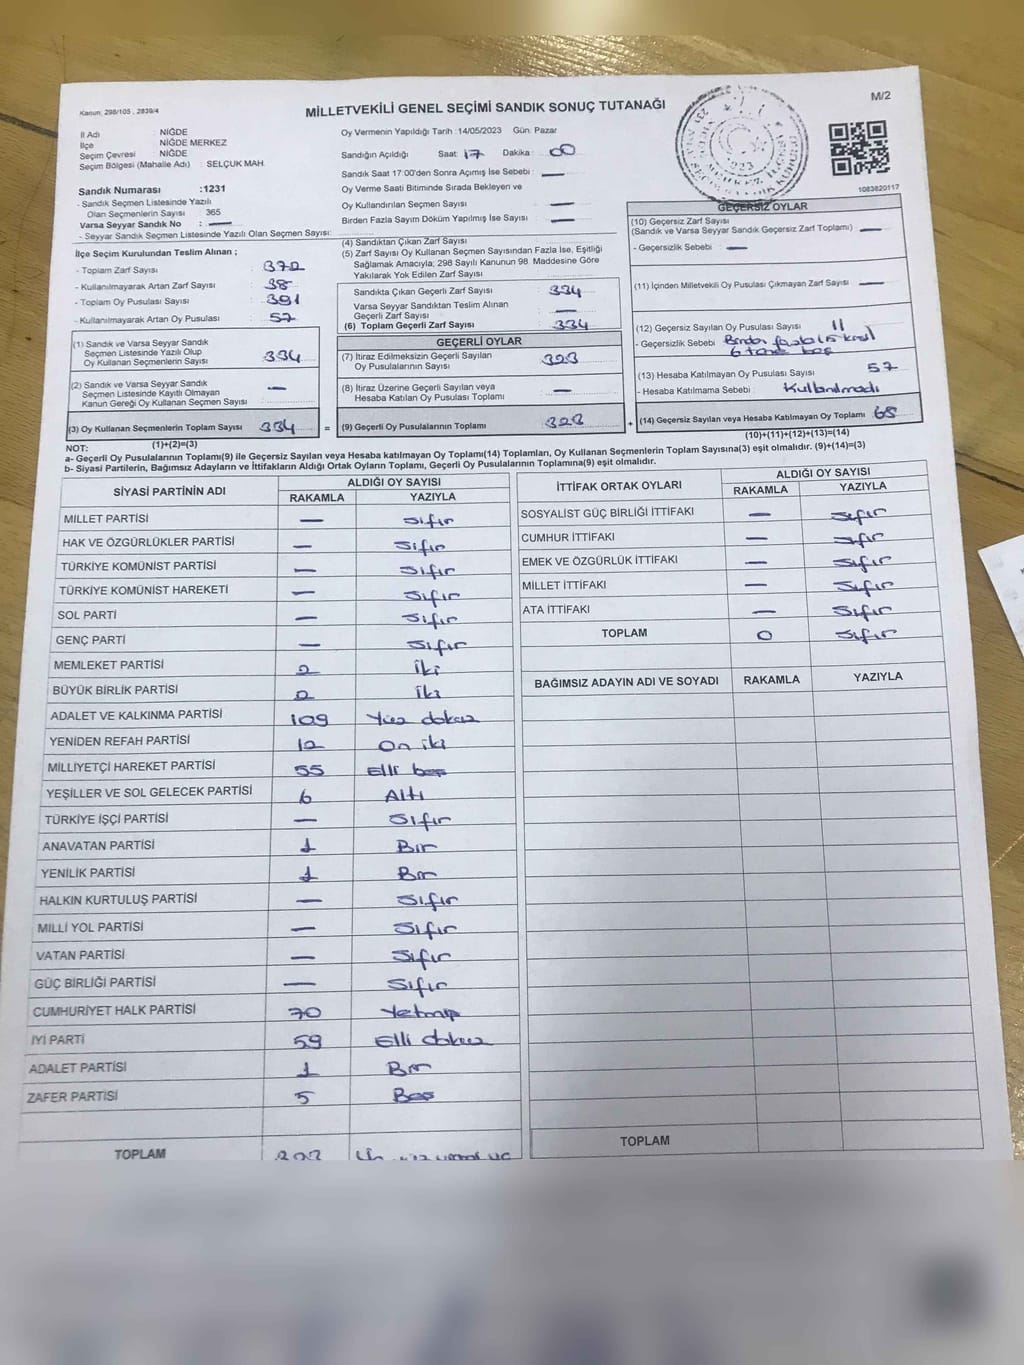 Kanun: 298/105 , 2839/4
MİLLETVEKİLİ GENEL SEÇİMİ SANDIK SONUÇ TUTANAĞI
M/2
İl Adı : NİĞDE
İlçe : NİĞDE MERKEZ
Seçim Çevresi : NİĞDE
Seçim Bölgesi (Mahalle Adı) : SELÇUK MAH.
Sandık Numarası :1231
- Sandık Seçmen Listesinde Yazılı
Olan Seçmenlerin Sayısı : 365
Varsa Seyyar Sandık No : —
- Seyyar Sandık Seçmen Listesinde Yazılı Olan Seçmen Sayısı:
Oy Vermenin Yapıldığı Tarih :14/05/2023 Gün. Pazar
Sandığın Açıldığı Saat: 17 Dakika: 00
Sandık Saat 17:00'den Sonra Açımış İse Sebebi : —
Oy Verme Saati Bitiminde Sırada Bekleyen ve
Oy Kullandırılan Seçmen Sayısı —
Birden Fazla Sayım Döküm Yapılmış İse Sayısı —
1083820117
İlçe Seçim Kurulundan Teslim Alınan ;
- Toplam Zarf Sayısı : 372
- Kullanılmayarak Artan Zarf Sayısı : 38
- Toplam Oy Pusulası Sayısı : 391
- Kullanılmayarak Artan Oy Pusulası : 57
(1) Sandık ve Varsa Seyyar Sandık
Seçmen Listesinde Yazılı Olup
Oy Kullanan Seçmenlerin Sayısı : 334
(2) Sandık ve Varsa Seyyar Sandık
Seçmen Listesinde Kayıtlı Olmayan
Kanun Gereği Oy Kullanan Seçmen Sayısı : —
(3) Oy Kullanan Seçmenlerin Toplam Sayısı 334 =
(1)+(2)=(3)
(4) Sandıktan Çıkan Zarf Sayısı
(5) Zarf Sayısı Oy Kullanan Seçmen Sayısından Fazla İse, Eşitliği
Sağlamak Amacıyla; 298 Sayılı Kanunun 98. Maddesine Göre
Yakılarak Yok Edilen Zarf Sayısı
Sandıkta Çıkan Geçerli Zarf Sayısı : 334
Varsa Seyyar Sandıktan Teslim Alınan
Geçerli Zarf Sayısı : —
(6) Toplam Geçerli Zarf Sayısı : 334
GEÇERLİ OYLAR
(7) İtiraz Edilmeksizin Geçerli Sayılan
Oy Pusulasının Sayısı : 323
(8) İtiraz Üzerine Geçerli Sayılan veya
Hesaba Katılan Oy Pusulası Toplamı : —
(9) Geçerli Oy Pusulalarının Toplamı : 323 +
GEÇERSİZ OYLAR
(10) Geçersiz Zarf Sayısı
(Sandık ve Varsa Seyyar Sandık Geçersiz Zarf Toplamı) —
- Geçersizlik Sebebi : —
(11) İçinden Milletvekili Oy Pusulası Çıkmayan Zarf Sayısı —
(12) Geçersiz Sayılan Oy Pusulası Sayısı 11
- Geçersizlik Sebebi : Birden fazla
6 tane boş
(13) Hesaba Katılmayan Oy Pusulası Sayısı 57
- Hesaba Katılmama Sebebi : Kullanılmadı
(14) Geçersiz Sayılan veya Hesaba Katılmayan Oy Toplamı 68
(10)+(11)+(12)+(13)=(14)
NOT:
a- Geçerli Oy Pusulalarının Toplamı(9) ile Geçersiz Sayılan veya Hesaba Katılmayan Oy Toplamı(14) Toplamları, Oy Kullanan Seçmenlerin Toplam Sayısına(3) eşit olmalıdır. (9)+(14)=(3)
b- Siyasi Partilerin, Bağımsız Adayların ve İttifakların Aldığı Ortak Oyların Toplamı, Geçerli Oy Pusulalarının Toplamına(9) eşit olmalıdır.
SİYASİ PARTİNİN ADI ALDIĞI OY SAYISI
RAKAMLA YAZIYLA
MİLLET PARTİSİ — Sıfır
HAK VE ÖZGÜRLÜKLER PARTİSİ — Sıfır
TÜRKİYE KOMÜNİST PARTİSİ — Sıfır
TÜRKİYE KOMÜNİST HAREKETİ — Sıfır
SOL PARTİ — Sıfır
GENÇ PARTİ — Sıfır
MEMLEKET PARTİSİ 2 İki
BÜYÜK BİRLİK PARTİSİ 2 İki
ADALET VE KALKINMA PARTİSİ 109 Yüz dokuz
YENİDEN REFAH PARTİSİ 12 On iki
MİLLİYETÇİ HAREKET PARTİSİ 55 Elli beş
YEŞİLLER VE SOL GELECEK PARTİSİ 6 Altı
TÜRKİYE İŞÇİ PARTİSİ — Sıfır
ANAVATAN PARTİSİ 1 Bir
YENİLİK PARTİSİ 1 Bir
HALKIN KURTULUŞ PARTİSİ — Sıfır
MİLLİ YOL PARTİSİ — Sıfır
VATAN PARTİSİ — Sıfır
GÜÇ BİRLİĞİ PARTİSİ — Sıfır
CUMHURİYET HALK PARTİSİ 70 Yetmiş
İYİ PARTİ 59 Elli dokuz
ADALET PARTİSİ 1 Bir
ZAFER PARTİSİ 5 Beş
TOPLAM
İTTİFAK ORTAK OYLARI ALDIĞI OY SAYISI
RAKAMLA YAZIYLA
SOSYALİST GÜÇ BİRLİĞİ İTTİFAKI — Sıfır
CUMHUR İTTİFAKI — Sıfır
EMEK VE ÖZGÜRLÜK İTTİFAKI — Sıfır
MİLLET İTTİFAKI — Sıfır
ATA İTTİFAKI — Sıfır
TOPLAM 0 Sıfır
BAĞIMSIZ ADAYIN ADI VE SOYADI RAKAMLA YAZIYLA
TOPLAM